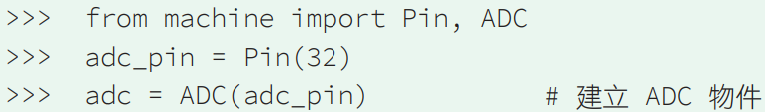 >>> from machine import Pin, ADC
>>> adc_pin = Pin(32)
>>> adc = ADC(adc_pin) # 建立 ADC 物件